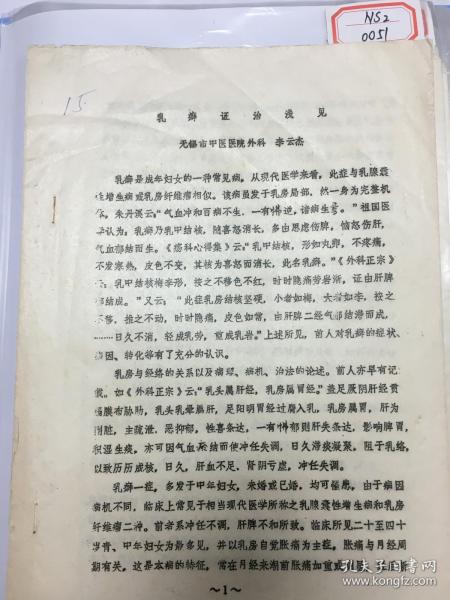 NS2
0051
15.
乳癖证治浅见
无锡市中医医院外科 李云杰
乳癖是成年妇女的一种常见病。从现代医学来看，此症与乳腺囊
性增生病或乳房纤维瘤相似。该病虽发于乳房局部，然一身为完整机
体，朱丹溪云：“气血冲和百病不生，一有怫逆，诸病生焉。”祖国医
学认为，乳癖乃乳中结核，随喜怒而消长，多由思虑伤脾，恼怒伤肝，
气血郁结而生。《疡科心得集》云：“乳中结核，形如丸卵，不疼痛，
不发寒热，皮色不变，其核为喜怒而消长，此名乳癖。”《外科正宗》
云：乳中结核梅李形，按之不移色不红，时时隐痛劳岩渐，证由肝脾
郁结成。”又云：“此症乳房结核坚硬，小者如梅，大者如李，按之
不移，推之不动，时时隐痛，皮色如常，由肝脾二经气郁结滞而成，
……日久不消，轻成乳劳，重成乳岩。”上述所见，前人对乳癖的症状、
病因、转化等有了充分的认识。
乳房与经络的关系以及病理、病机、治法的论述。前人亦早有记
载。如《外科正宗》云：“乳头属肝经，乳房属胃经。”盖足厥阴肝经贯
膈膜布胁肋，乳头乳晕属肝，足阳明胃经过膺入乳，乳房属胃，肝为
刚脏，主疏泄、恶抑郁，性喜条达，一有怫郁则肝失条达，影响脾胃，
积湿生痰，亦可因气血不结而使冲任失调，日久滞痰凝聚，阻于乳络，
以致历历成核，日久，肝血不足，肾阴亏虚，冲任失调。
乳癖一症，多发于中年妇女，未婚或已婚，均可罹患，由于病因
病机不同，临床上常见于相当现代医学所称之乳腺囊性增生病和乳房
纤维瘤二种。前者系冲任不调，肝脾不和所致。临床所见二十至四十
岁青、中年妇女为最多见，并以乳房自觉胀痛为主症。胀痛与月经周
期有关，这是本病的特征，常在月经来潮前胀痛加重或
～1～
孔夫子旧书网